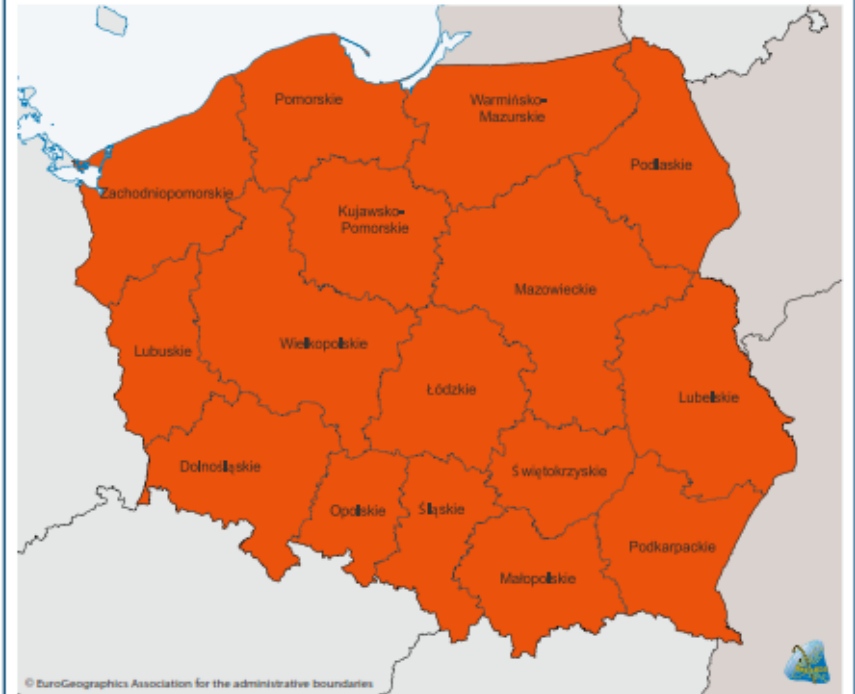 Pomorskie
Warmińsko-
Mazurskie
Podlaskie
Zachodniopomorskie
Kujawsko-
Pomorskie
Mazowieckie
Wielkopolskie
Lubuskie
Łódzkie
Lubelskie
Dolnośląskie
Świętokrzyskie
Opolskie
Śląskie
Podkarpackie
Małopolskie
© EuroGeographics Association for the administrative boundaries